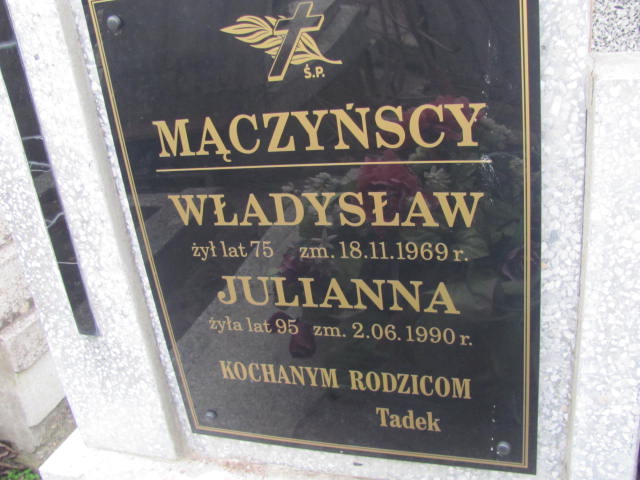 Ś.P.
MĄCZYŃSCY
WŁADYSŁAW
żył lat 75 zm. 18.11.1969 r.
JULIANNA
żyła lat 95 zm. 2.06.1990 r.
KOCHANYM RODZICOM
Tadek